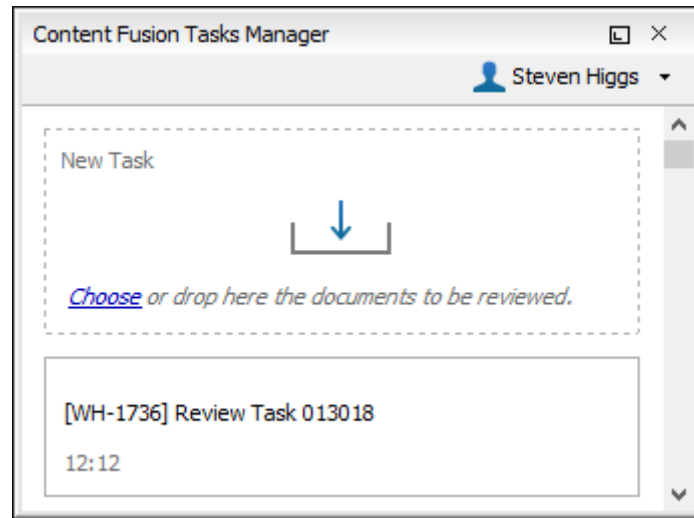 Content Fusion Tasks Manager
Steven Higgs
New Task
Choose or drop here the documents to be reviewed.
[WH-1736] Review Task 013018
12:12